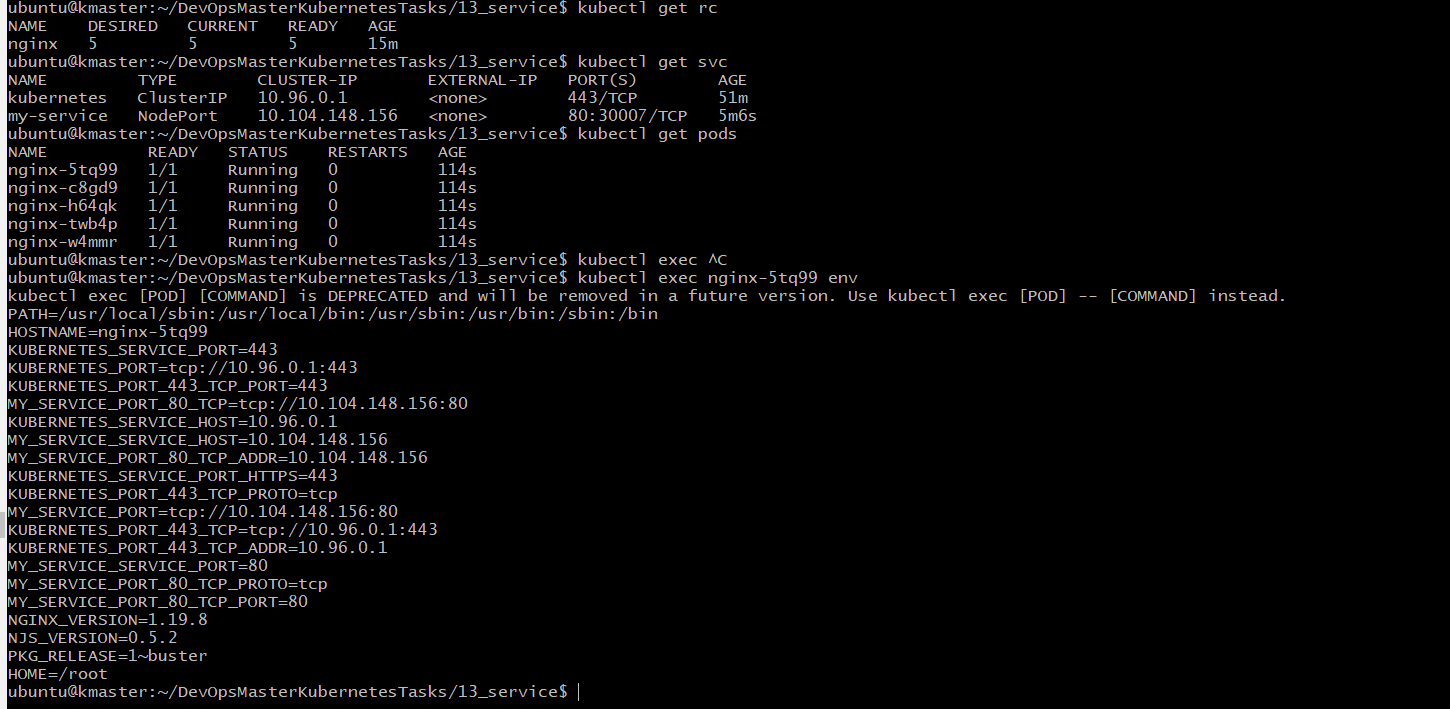 ubuntu@kmaster:~/DevOpsMasterKubernetesTasks/13_service$ kubectl get rc
NAME    DESIRED   CURRENT   READY   AGE
nginx   5         5         5       15m
ubuntu@kmaster:~/DevOpsMasterKubernetesTasks/13_service$ kubectl get svc
NAME         TYPE        CLUSTER-IP       EXTERNAL-IP   PORT(S)        AGE
kubernetes   ClusterIP   10.96.0.1        <none>        443/TCP        51m
my-service   NodePort    10.104.148.156   <none>        80:30007/TCP   5m6s
ubuntu@kmaster:~/DevOpsMasterKubernetesTasks/13_service$ kubectl get pods
NAME          READY   STATUS    RESTARTS   AGE
nginx-5tq99   1/1     Running   0          114s
nginx-c8gd9   1/1     Running   0          114s
nginx-h64qk   1/1     Running   0          114s
nginx-twb4p   1/1     Running   0          114s
nginx-w4mmr   1/1     Running   0          114s
ubuntu@kmaster:~/DevOpsMasterKubernetesTasks/13_service$ kubectl exec ^C
ubuntu@kmaster:~/DevOpsMasterKubernetesTasks/13_service$ kubectl exec nginx-5tq99 env
kubectl exec [POD] [COMMAND] is DEPRECATED and will be removed in a future version. Use kubectl exec [POD] -- [COMMAND] instead.
PATH=/usr/local/sbin:/usr/local/bin:/usr/sbin:/usr/bin:/sbin:/bin
HOSTNAME=nginx-5tq99
KUBERNETES_SERVICE_PORT=443
KUBERNETES_PORT=tcp://10.96.0.1:443
KUBERNETES_PORT_443_TCP_PORT=443
MY_SERVICE_PORT_80_TCP=tcp://10.104.148.156:80
KUBERNETES_SERVICE_HOST=10.96.0.1
MY_SERVICE_SERVICE_HOST=10.104.148.156
MY_SERVICE_PORT_80_TCP_ADDR=10.104.148.156
KUBERNETES_SERVICE_PORT_HTTPS=443
KUBERNETES_PORT_443_TCP_PROTO=tcp
MY_SERVICE_PORT=tcp://10.104.148.156:80
KUBERNETES_PORT_443_TCP=tcp://10.96.0.1:443
KUBERNETES_PORT_443_TCP_ADDR=10.96.0.1
MY_SERVICE_SERVICE_PORT=80
MY_SERVICE_PORT_80_TCP_PROTO=tcp
MY_SERVICE_PORT_80_TCP_PORT=80
NGINX_VERSION=1.19.8
NJS_VERSION=0.5.2
PKG_RELEASE=1~buster
HOME=/root
ubuntu@kmaster:~/DevOpsMasterKubernetesTasks/13_service$